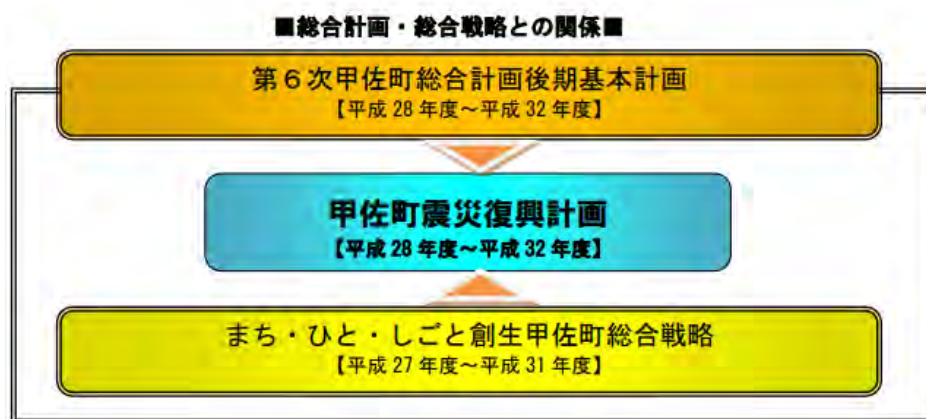 ■総合計画・総合戦略との関係■
第６次甲佐町総合計画後期基本計画
【平成 28 年度～平成 32 年度】
甲佐町震災復興計画
【平成 28 年度～平成 32 年度】
まち・ひと・しごと創生甲佐町総合戦略
【平成 27 年度～平成 31 年度】